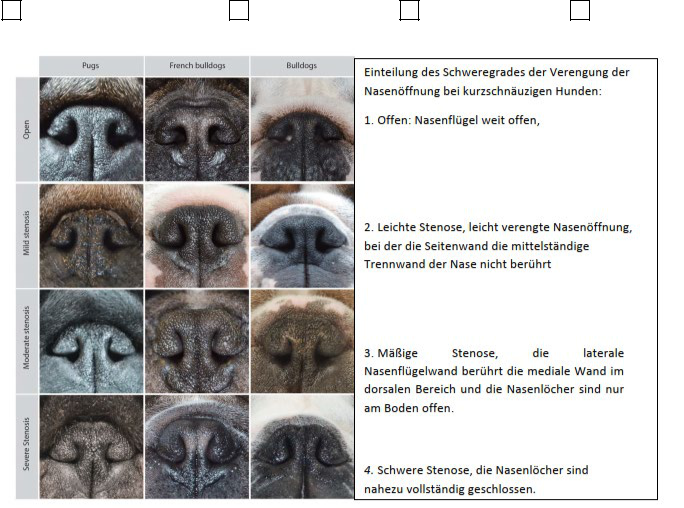 Pugs
French bulldogs
Bulldogs
Open
Mild stenosis
Moderate stenosis
Severe Stenosis
Einteilung des Schweregrades der Verengung der
Nasenöffnung bei kurzschnäuzigen Hunden:
1. Offen: Nasenflügel weit offen,
2. Leichte Stenose, leicht verengte Nasenöffnung,
bei der die Seitenwand die mittelständige
Trennwand der Nase nicht berührt
3. Mäßige Stenose, die laterale
Nasenflügelwand berührt die mediale Wand im
dorsalen Bereich und die Nasenlöcher sind nur
am Boden offen.
4. Schwere Stenose, die Nasenlöcher sind
nahezu vollständig geschlossen.